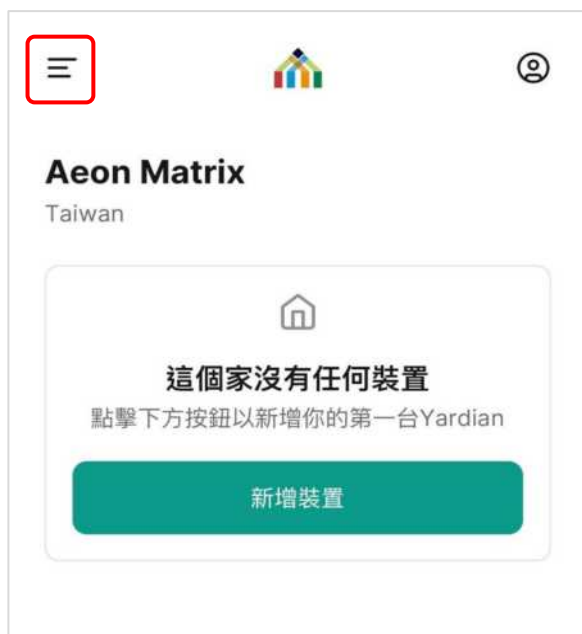 Aeon Matrix
Taiwan
這個家沒有任何裝置
點擊下方按鈕以新增你的第一台Yardian
新增裝置